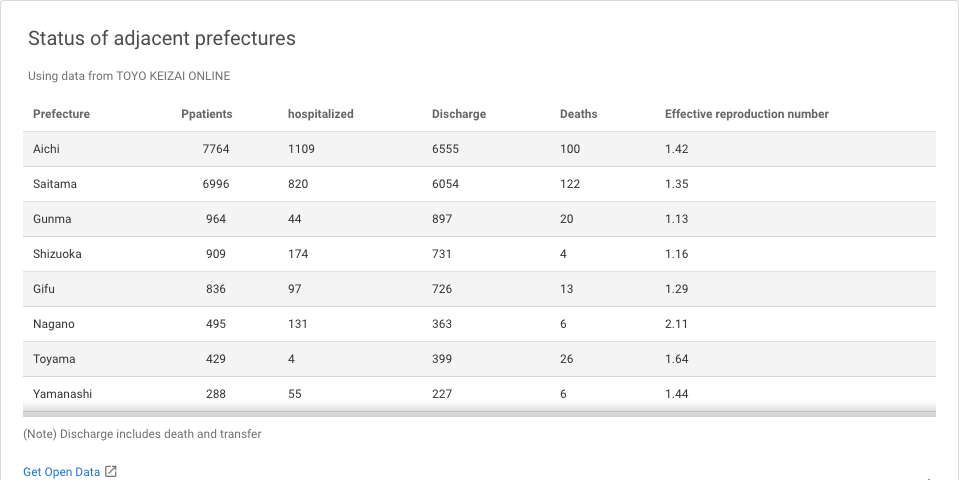 Status of adjacent prefectures
Using data from TOYO KEIZAI ONLINE
Prefecture Ppatients hospitalized Discharge Deaths Effective reproduction number
Aichi 7764 1109 6555 100 1.42
Saitama 6996 820 6054 122 1.35
Gunma 964 44 897 20 1.13
Shizuoka 909 174 731 4 1.16
Gifu 836 97 726 13 1.29
Nagano 495 131 363 6 2.11
Toyama 429 4 399 26 1.64
Yamanashi 288 55 227 6 1.44
(Note) Discharge includes death and transfer
Get Open Data